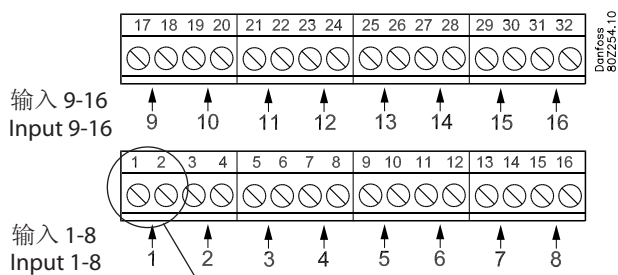 17 18 19 20 21 22 23 24 25 26 27 28 29 30 31 32
Danfoss
80Z254.10
输入 9-16
Input 9-16
9 10 11 12 13 14 15 16
1 2 3 4 5 6 7 8 9 10 11 12 13 14 15 16
输入 1-8
Input 1-8
1 2 3 4 5 6 7 8